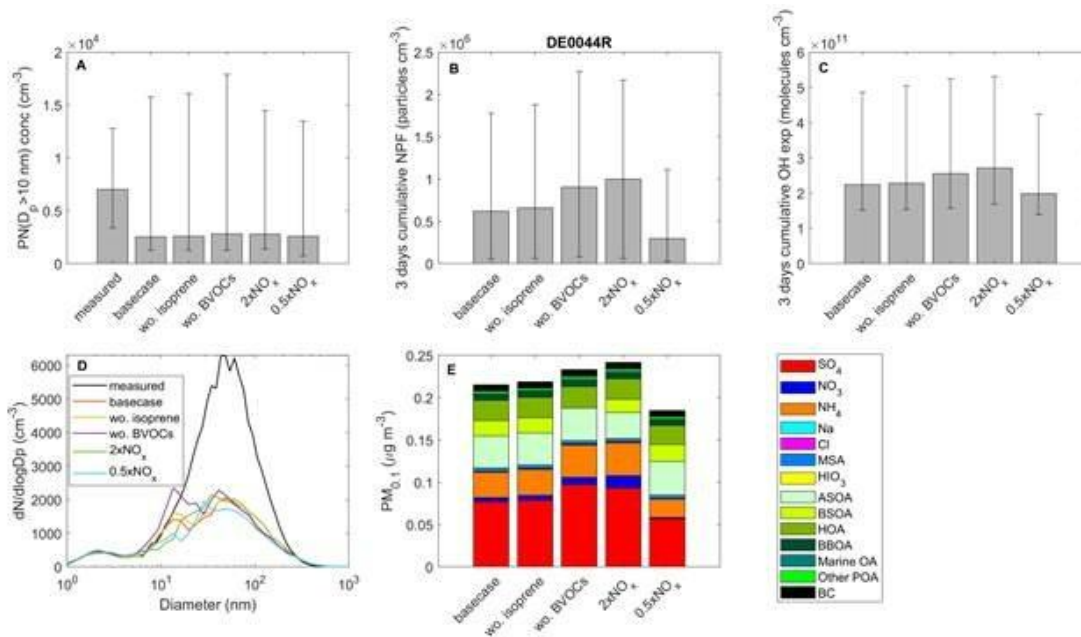 DE0044R
×10⁴
A
2
1.5
1
0.5
0
PN(Dₚ >10 nm) conc (cm⁻³)
measured
basecase
wo. isoprene
wo. BVOCs
2xNOₓ
0.5xNOₓ
×10⁶
B
2.5
2
1.5
1
0.5
0
3 days cumulative NPF (particles cm⁻³)
basecase
wo. isoprene
wo. BVOCs
2xNOₓ
0.5xNOₓ
×10¹¹
C
6
5
4
3
2
1
0
3 days cumulative OH exp (molecules cm⁻³)
basecase
wo. isoprene
wo. BVOCs
2xNOₓ
0.5xNOₓ
D
6000
5000
4000
3000
2000
1000
0
dN/dlogDp (cm⁻³)
measured
basecase
wo. isoprene
wo. BVOCs
2xNOₓ
0.5xNOₓ
10⁰ 10¹ 10² 10³
Diameter (nm)
E
0.25
0.2
0.15
0.1
0.05
0
PM₀.₁ (μg m⁻³)
basecase
wo. isoprene
wo. BVOCs
2xNOₓ
0.5xNOₓ
SO₄
NO₃
NH₄
Na
Cl
MSA
HIO₃
ASOA
BSOA
HOA
BBOA
Marine OA
Other POA
BC